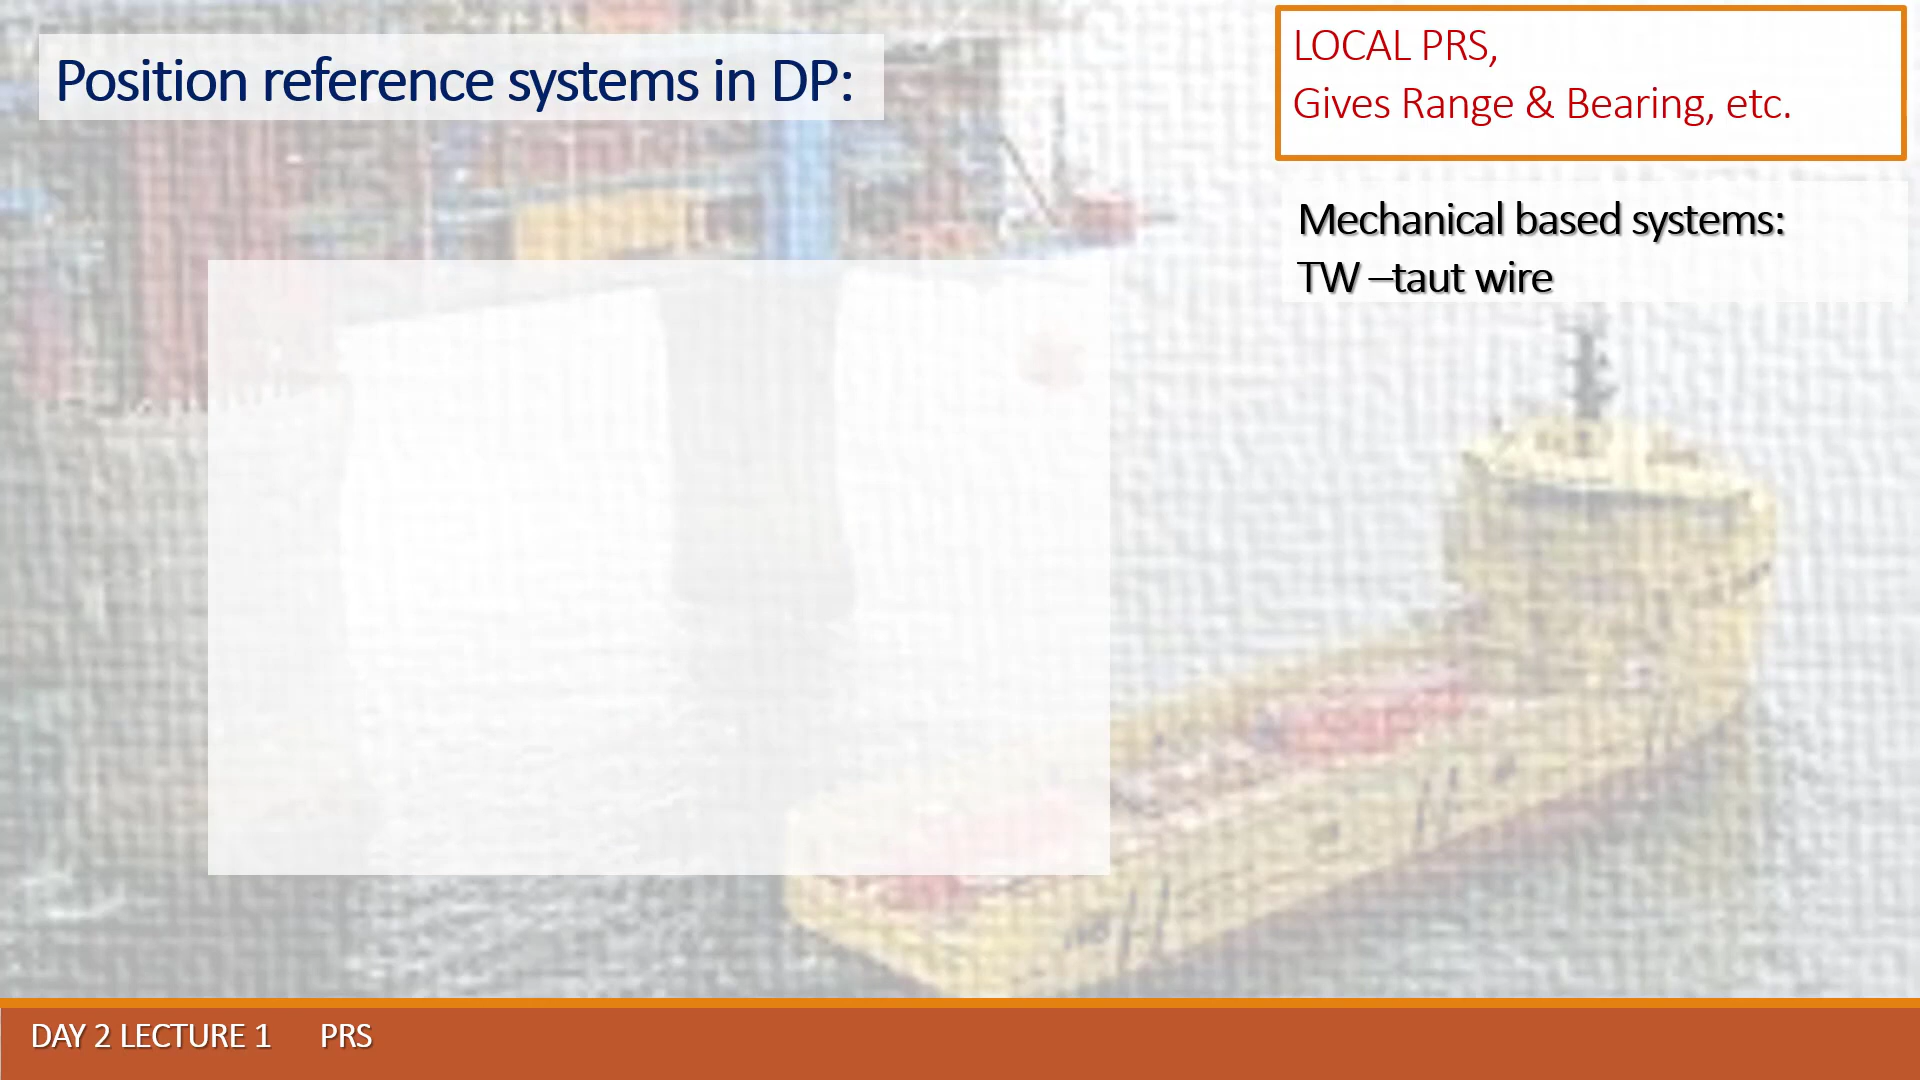 Position reference systems in DP:
LOCAL PRS,
Gives Range & Bearing, etc.
Mechanical based systems:
TW –taut wire
DAY 2 LECTURE 1 PRS